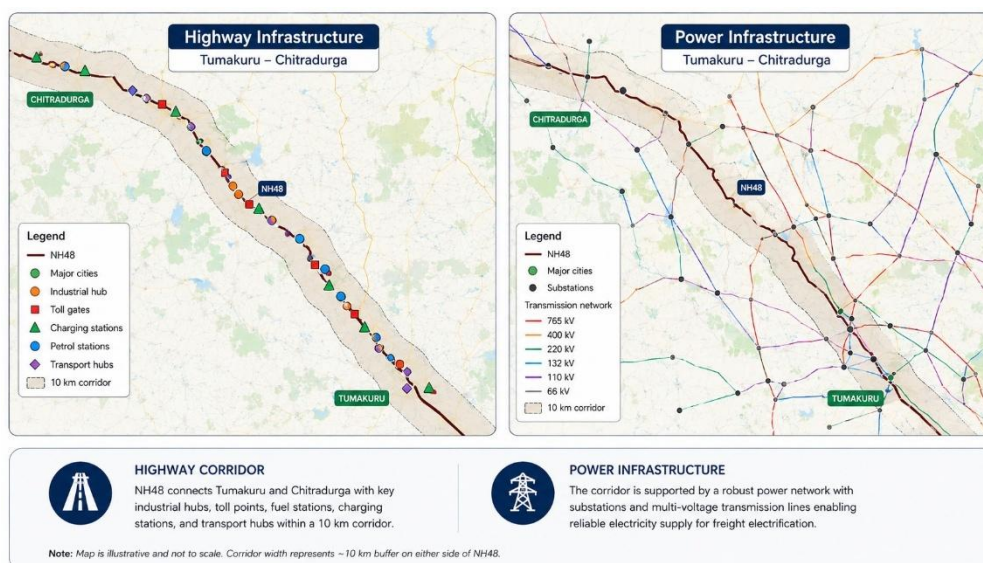 Highway Infrastructure
Tumakuru – Chitradurga
CHITRADURGA
NH48
Legend
NH48
Major cities
Industrial hub
Toll gates
Charging stations
Petrol stations
Transport hubs
10 km corridor
TUMAKURU
Power Infrastructure
Tumakuru – Chitradurga
CHITRADURGA
NH48
Legend
NH48
Major cities
Substations
Transmission network
765 kV
400 kV
220 kV
132 kV
110 kV
66 kV
10 km corridor
TUMAKURU
HIGHWAY CORRIDOR
NH48 connects Tumakuru and Chitradurga with key
industrial hubs, toll points, fuel stations, charging
stations, and transport hubs within a 10 km corridor.
POWER INFRASTRUCTURE
The corridor is supported by a robust power network with
substations and multi-voltage transmission lines enabling
reliable electricity supply for freight electrification.
Note: Map is illustrative and not to scale. Corridor width represents ~10 km buffer on either side of NH48.